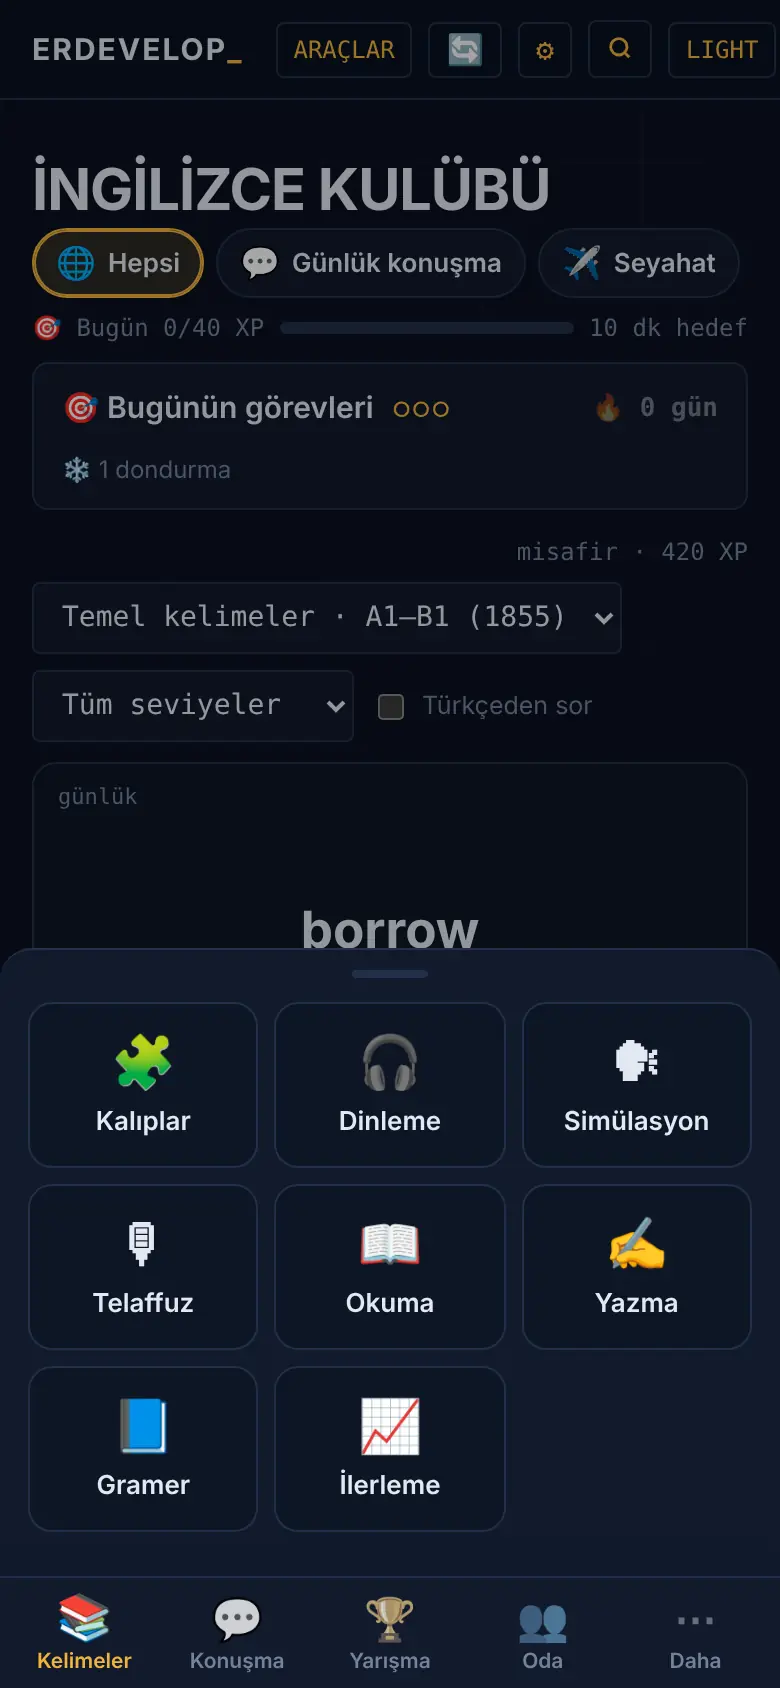 ERDEVELOP_ ARAÇLAR LIGHT
İNGİLİZCE KULÜBÜ
Hepsi Günlük konuşma Seyahat
Bugün 0/40 XP 10 dk hedef
Bugünün görevleri 0 gün
1 dondurma
misafir · 420 XP
Temel kelimeler · A1–B1 (1855)
Tüm seviyeler Türkçeden sor
günlük
borrow
Kalıplar Dinleme Simülasyon
Telaffuz Okuma Yazma
Gramer İlerleme
Kelimeler Konuşma Yarışma Oda Daha